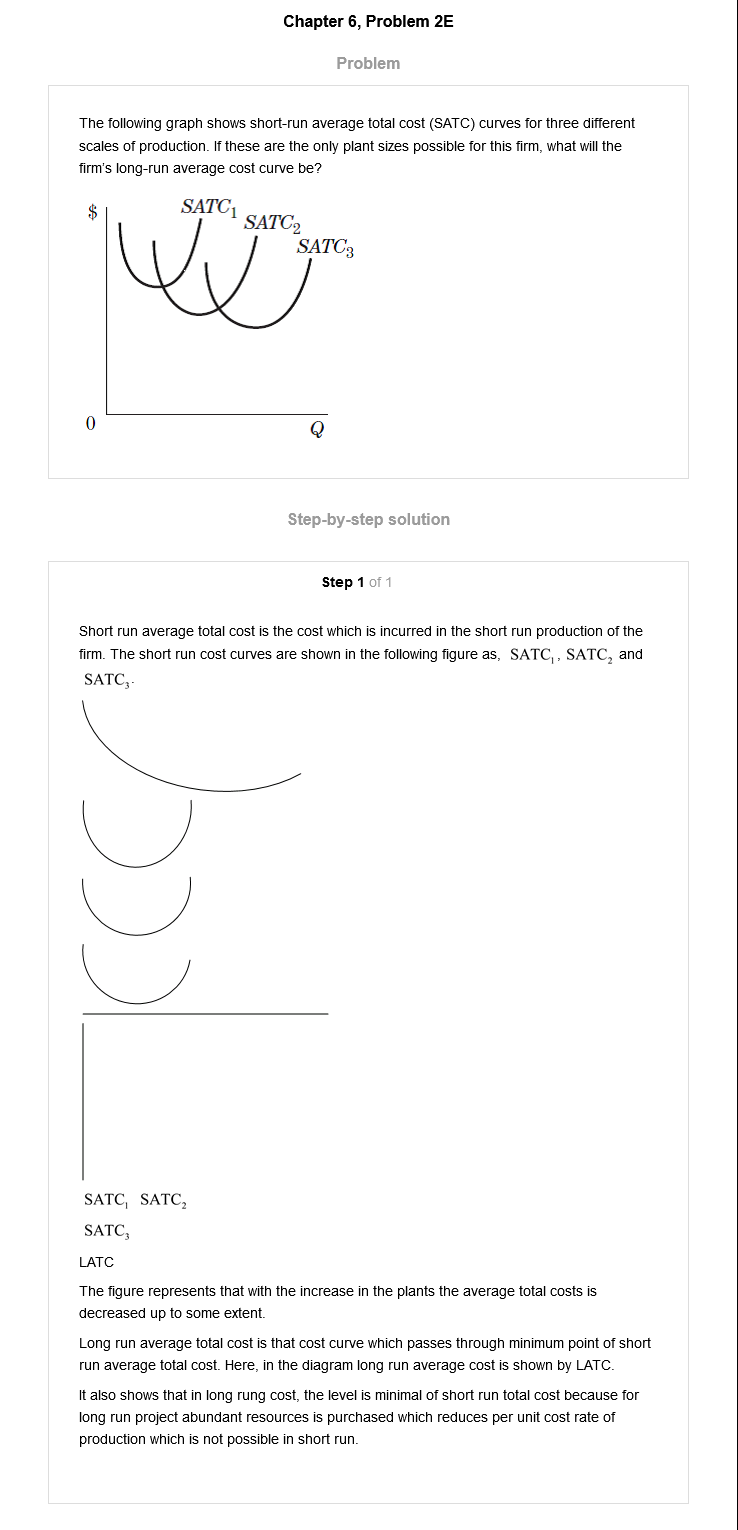 Chapter 6, Problem 2E
Problem
The following graph shows short-run average total cost (SATC) curves for three different
scales of production. If these are the only plant sizes possible for this firm, what will the
firm's long-run average cost curve be?
$
SATC₁
SATC₂
SATC₃
0
Q
Step-by-step solution
Step 1 of 1
Short run average total cost is the cost which is incurred in the short run production of the
firm. The short run cost curves are shown in the following figure as, SATC₁, SATC₂ and
SATC₃.
SATC₁ SATC₂
SATC₃
LATC
The figure represents that with the increase in the plants the average total costs is
decreased up to some extent.
Long run average total cost is that cost curve which passes through minimum point of short
run average total cost. Here, in the diagram long run average cost is shown by LATC.
It also shows that in long rung cost, the level is minimal of short run total cost because for
long run project abundant resources is purchased which reduces per unit cost rate of
production which is not possible in short run.